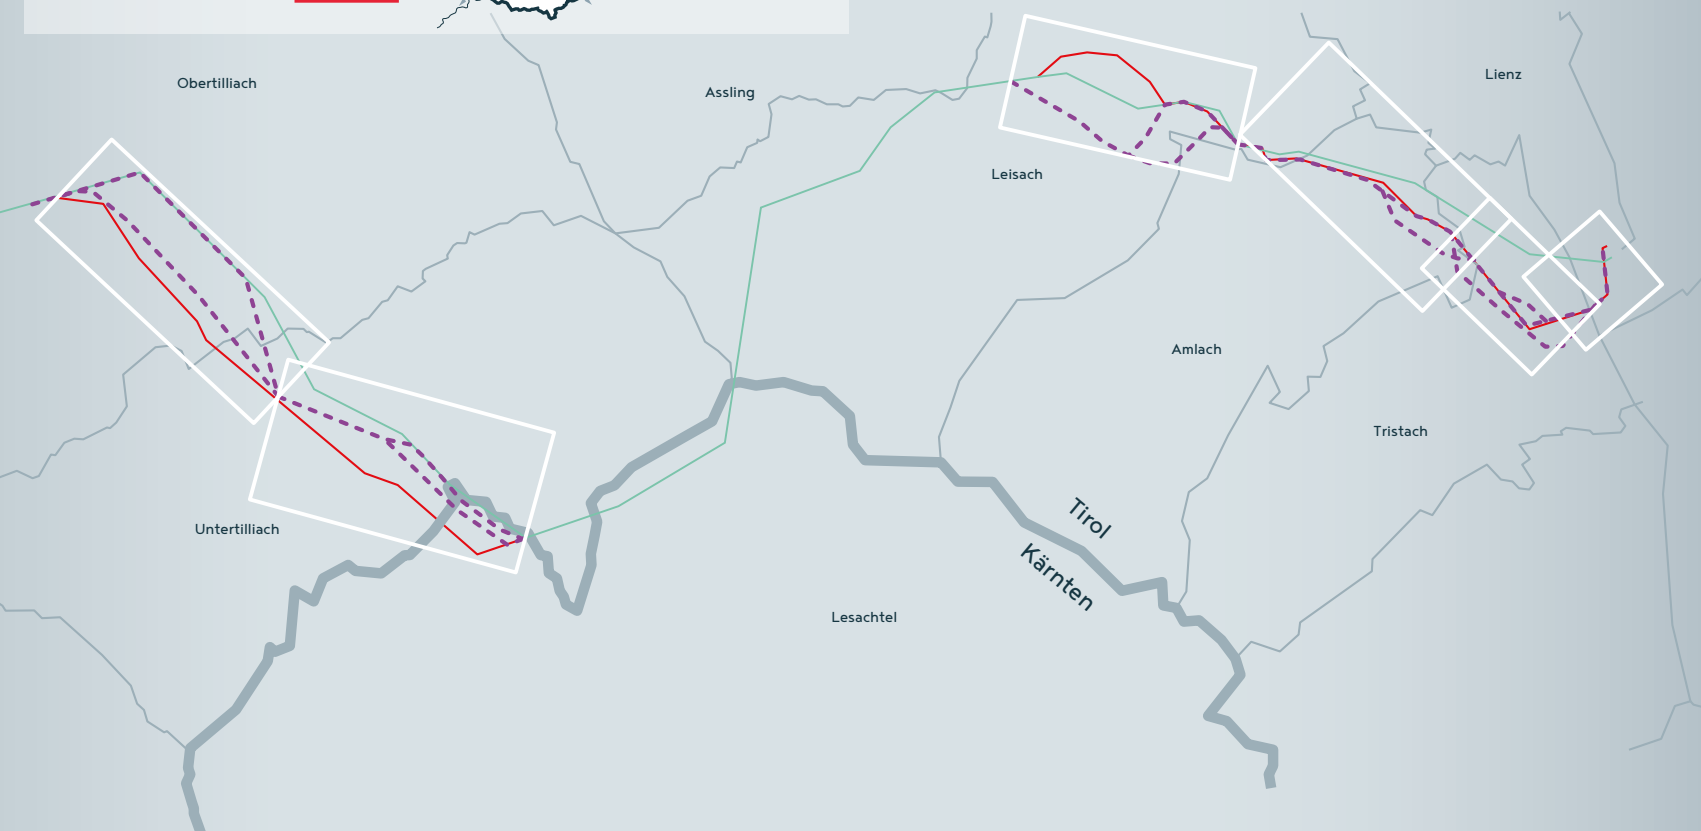 Obertilliach
Assling
Lienz
Leisach
Amlach
Tristach
Untertilliach
Tirol
Kärnten
Lesachtel